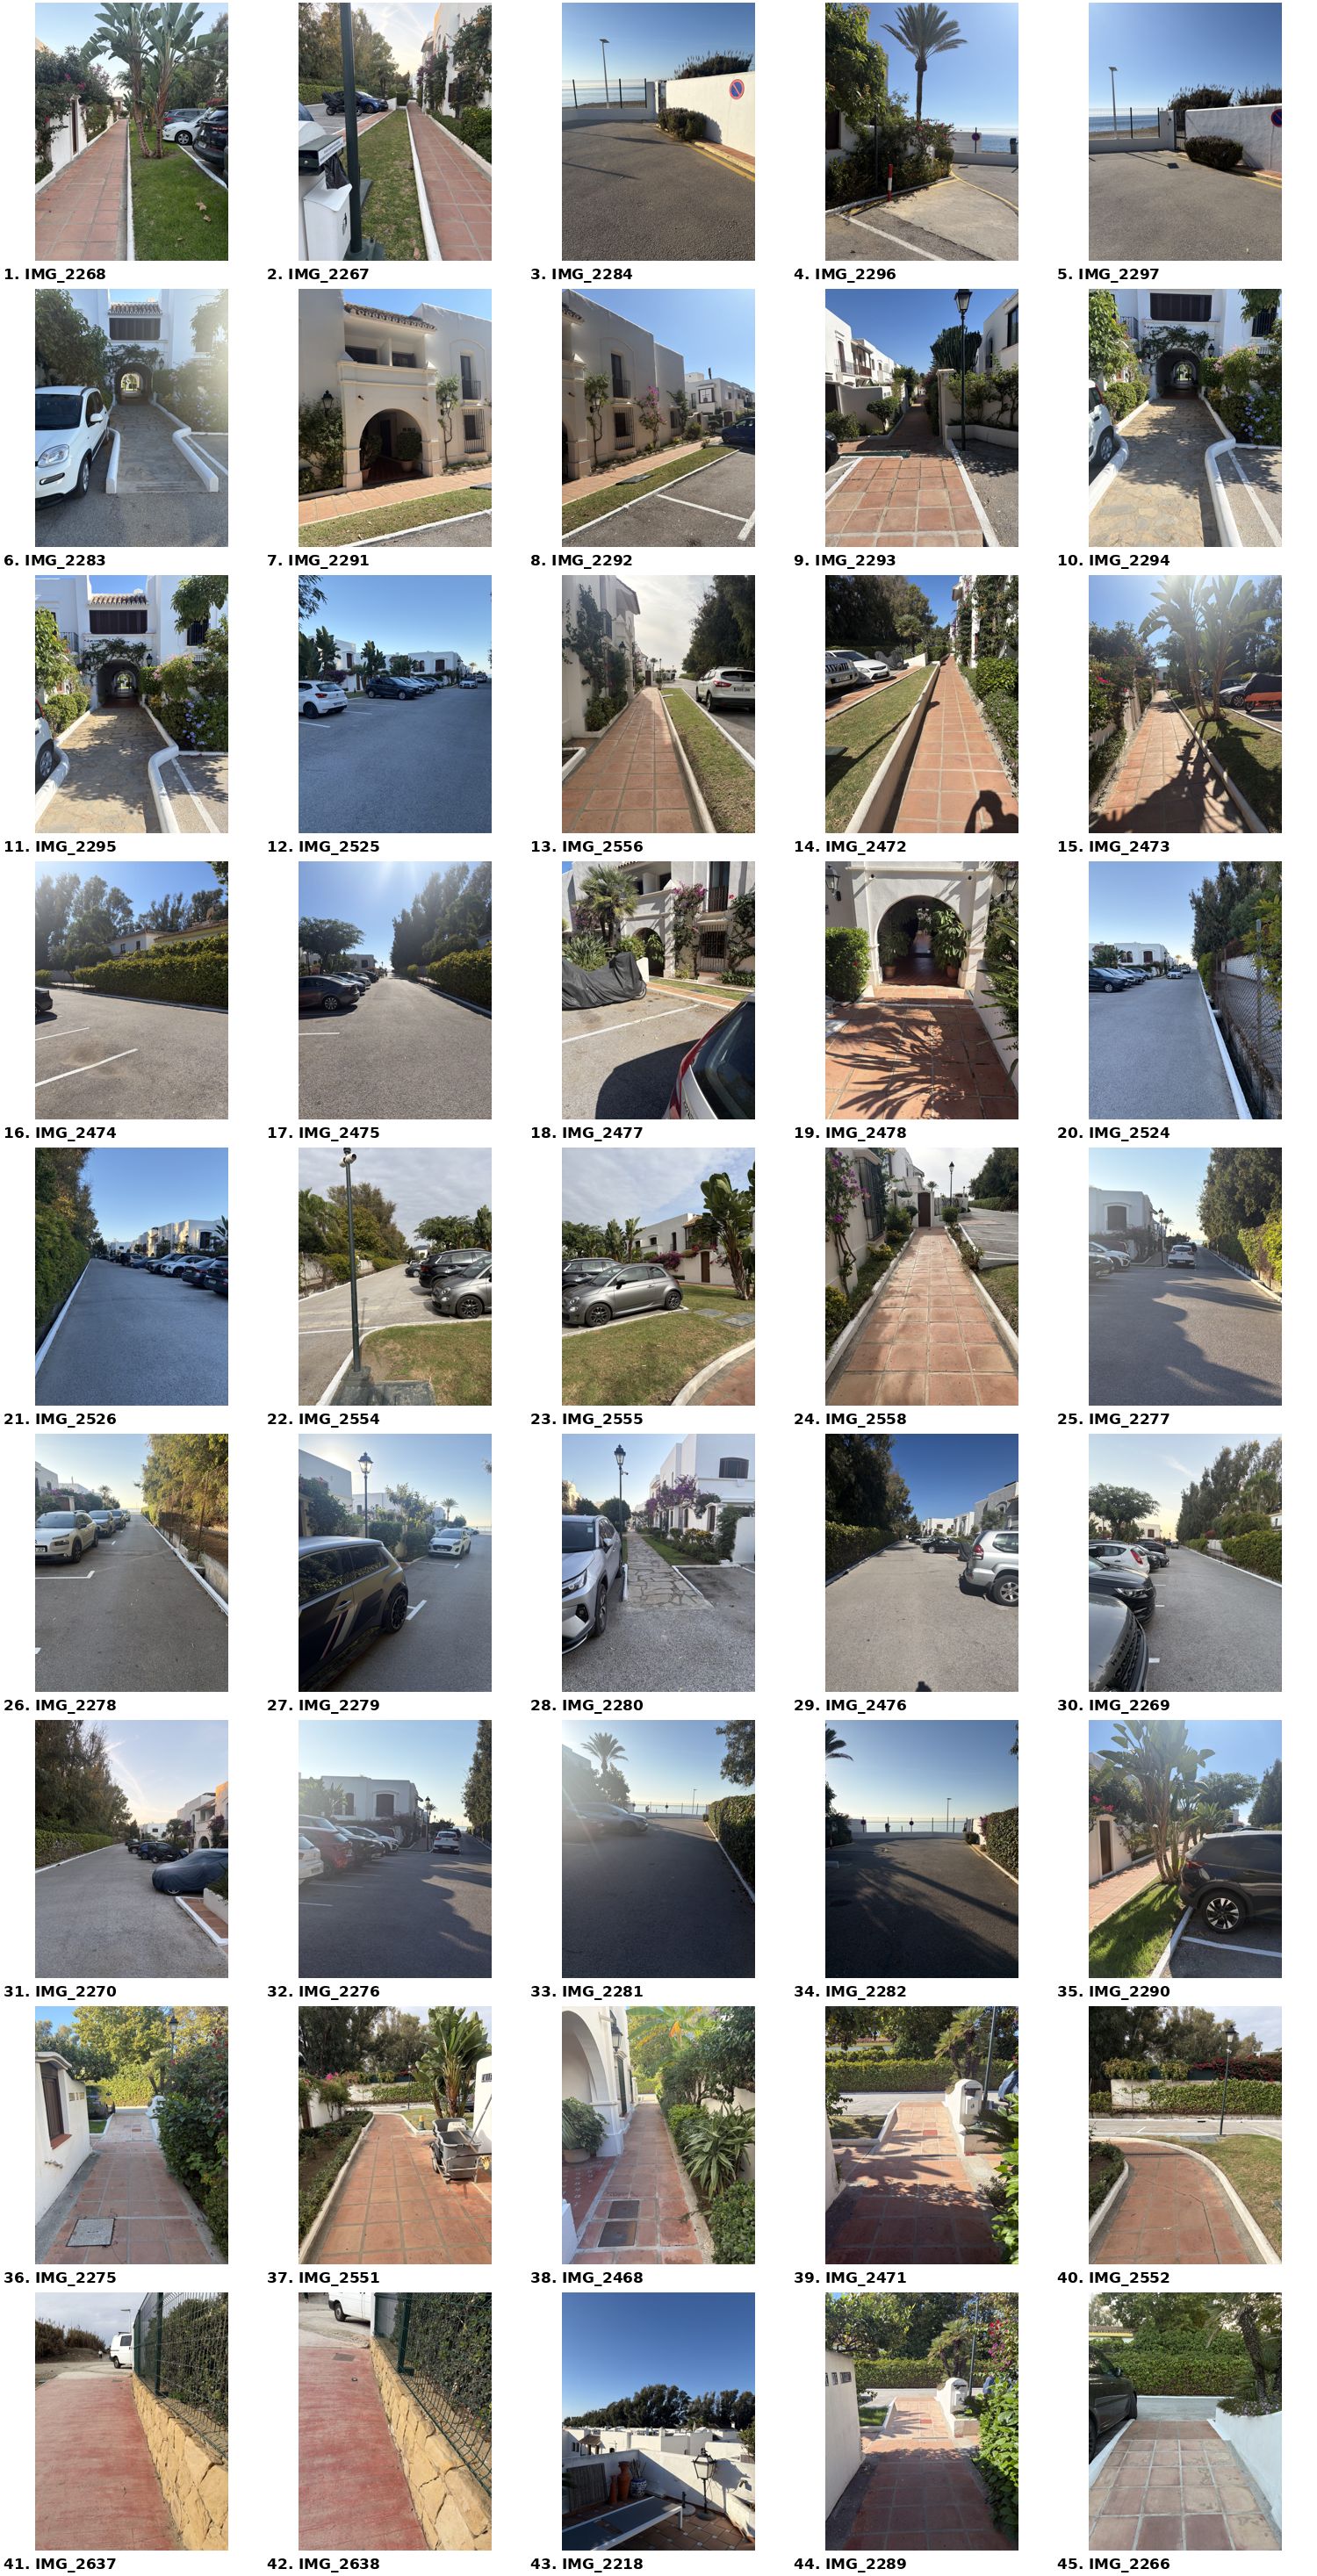 1. IMG_2268
2. IMG_2267
3. IMG_2284
4. IMG_2296
5. IMG_2297
6. IMG_2283
7. IMG_2291
8. IMG_2292
9. IMG_2293
10. IMG_2294
11. IMG_2295
12. IMG_2525
13. IMG_2556
14. IMG_2472
15. IMG_2473
16. IMG_2474
17. IMG_2475
18. IMG_2477
19. IMG_2478
20. IMG_2524
21. IMG_2526
22. IMG_2554
23. IMG_2555
24. IMG_2558
25. IMG_2277
26. IMG_2278
27. IMG_2279
28. IMG_2280
29. IMG_2476
30. IMG_2269
31. IMG_2270
32. IMG_2276
33. IMG_2281
34. IMG_2282
35. IMG_2290
36. IMG_2275
37. IMG_2551
38. IMG_2468
39. IMG_2471
40. IMG_2552
41. IMG_2637
42. IMG_2638
43. IMG_2218
44. IMG_2289
45. IMG_2266